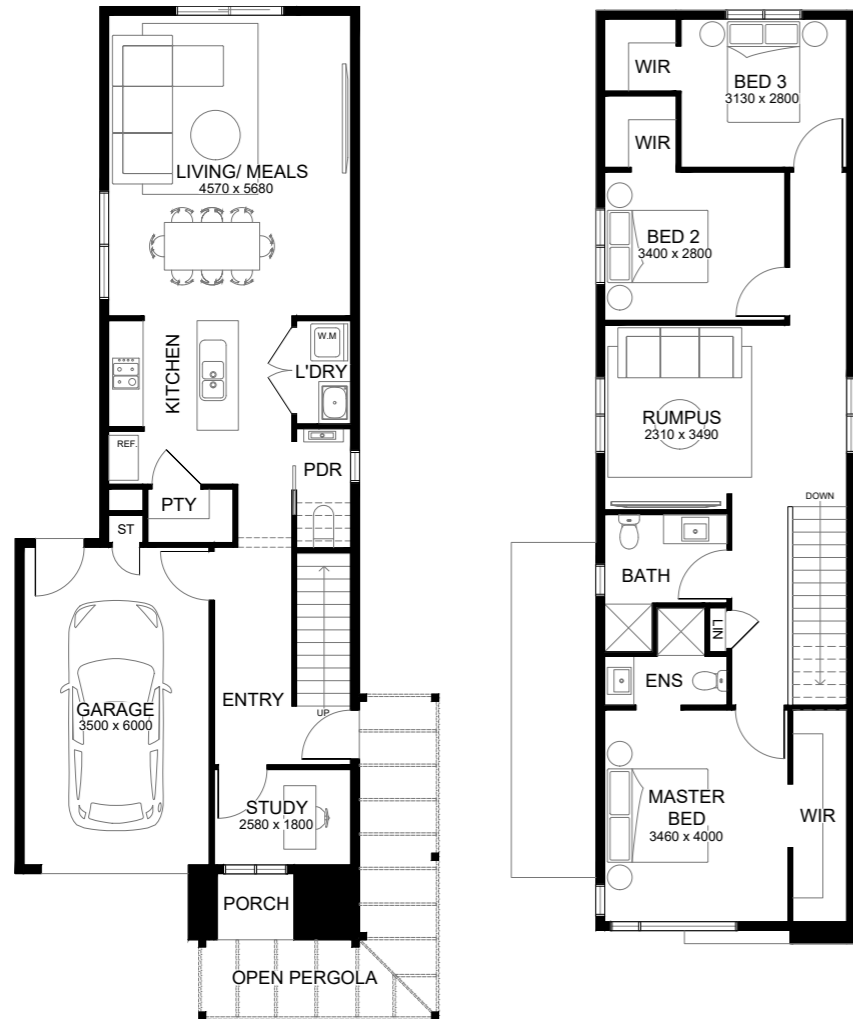 LIVING/ MEALS
4570 x 5680
KITCHEN
W.M
L'DRY
REF.
PDR
PTY
ST
GARAGE
3500 x 6000
ENTRY
UP
STUDY
2580 x 1800
PORCH
OPEN PERGOLA
WIR
BED 3
3130 x 2800
WIR
BED 2
3400 x 2800
RUMPUS
2310 x 3490
DOWN
BATH
LIN
ENS
MASTER
BED
3460 x 4000
WIR